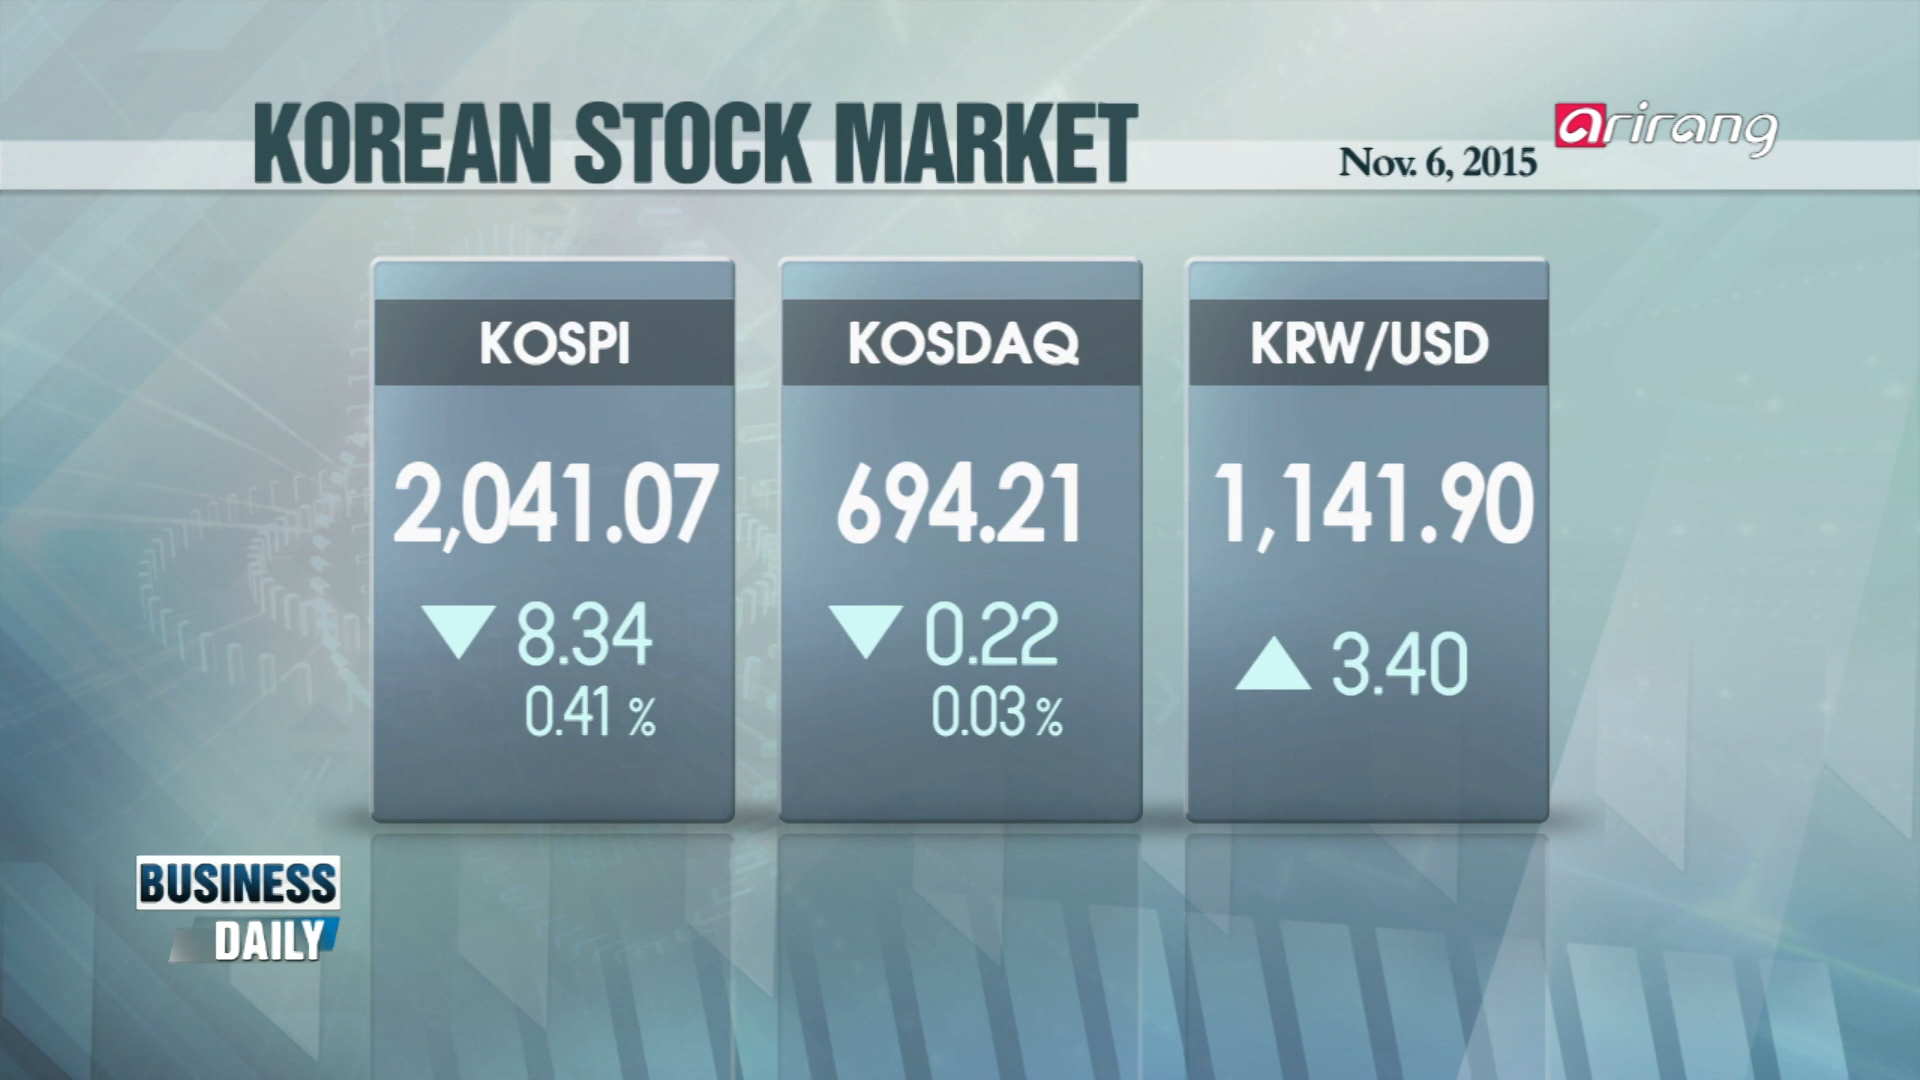 KOREAN STOCK MARKET
Nov. 6, 2015
arirang
KOSPI
2,041.07
▼ 8.34
0.41 %
KOSDAQ
694.21
▼ 0.22
0.03 %
KRW/USD
1,141.90
▲ 3.40
BUSINESS
DAILY